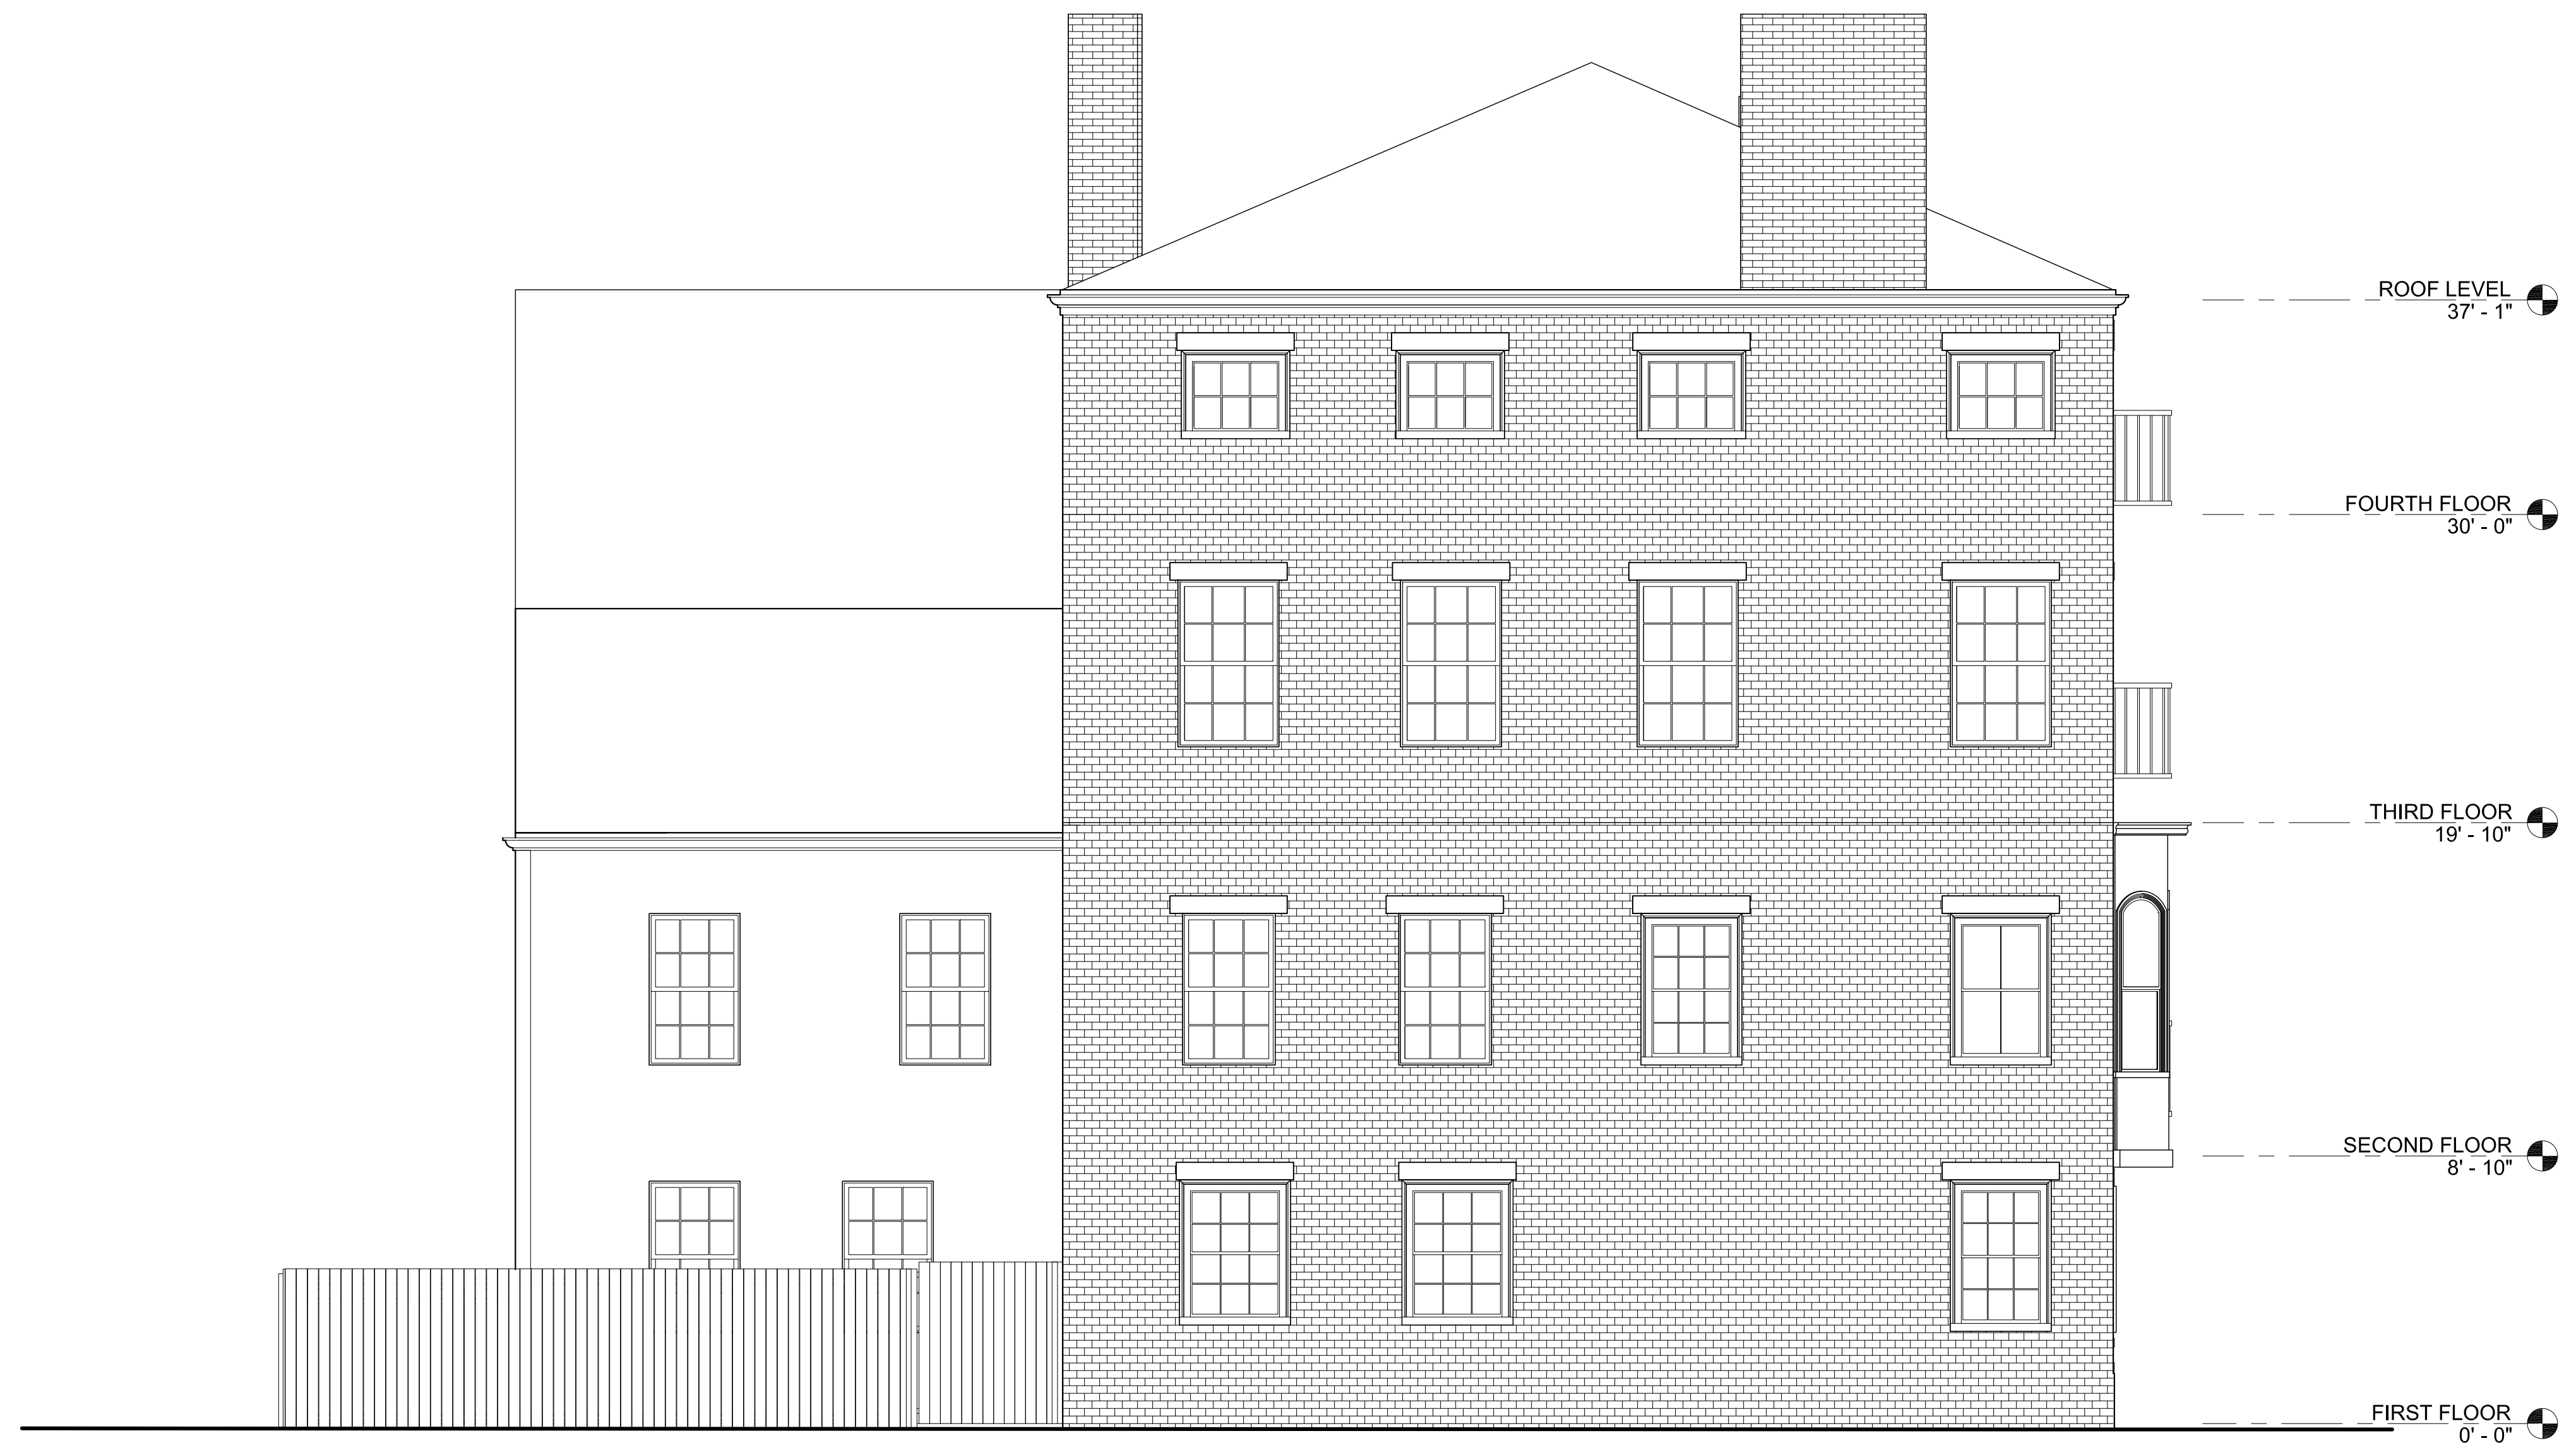 ROOF LEVEL
37' - 1"
FOURTH FLOOR
30' - 0"
THIRD FLOOR
19' - 10"
SECOND FLOOR
8' - 10"
FIRST FLOOR
0' - 0"